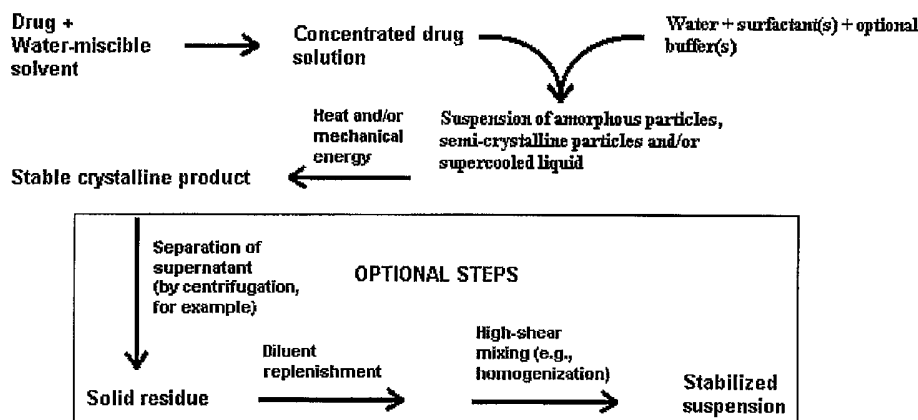 Drug +
Water-miscible
solvent
Concentrated drug
solution
Water + surfactant(s) + optional
buffer(s)
Heat and/or
mechanical
energy
Suspension of amorphous particles,
semi-crystalline particles and/or
supercooled liquid
Stable crystalline product
Separation of
supernatant
(by centrifugation,
for example)
OPTIONAL STEPS
Diluent
replenishment
High-shear
mixing (e.g.,
homogenization)
Solid residue
Stabilized
suspension